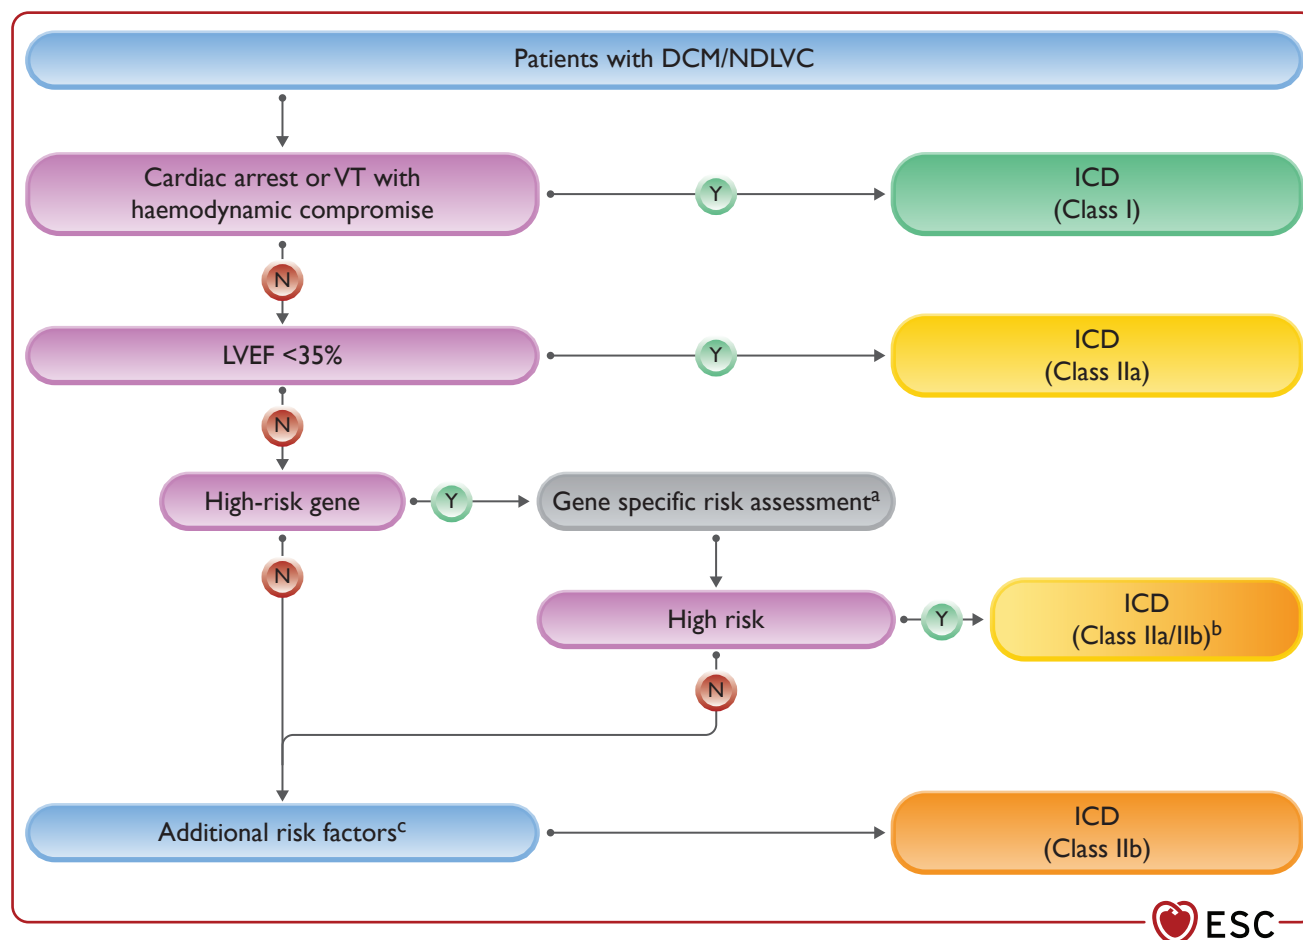 Patients with DCM/NDLVC
Cardiac arrest or VT with
haemodynamic compromise
Y
ICD
(Class I)
N
LVEF <35%
Y
ICD
(Class IIa)
N
High-risk gene
Y
Gene specific risk assessmentᵃ
N
High risk
Y
ICD
(Class IIa/IIb)ᵇ
N
Additional risk factorsᶜ
ICD
(Class IIb)
ESC